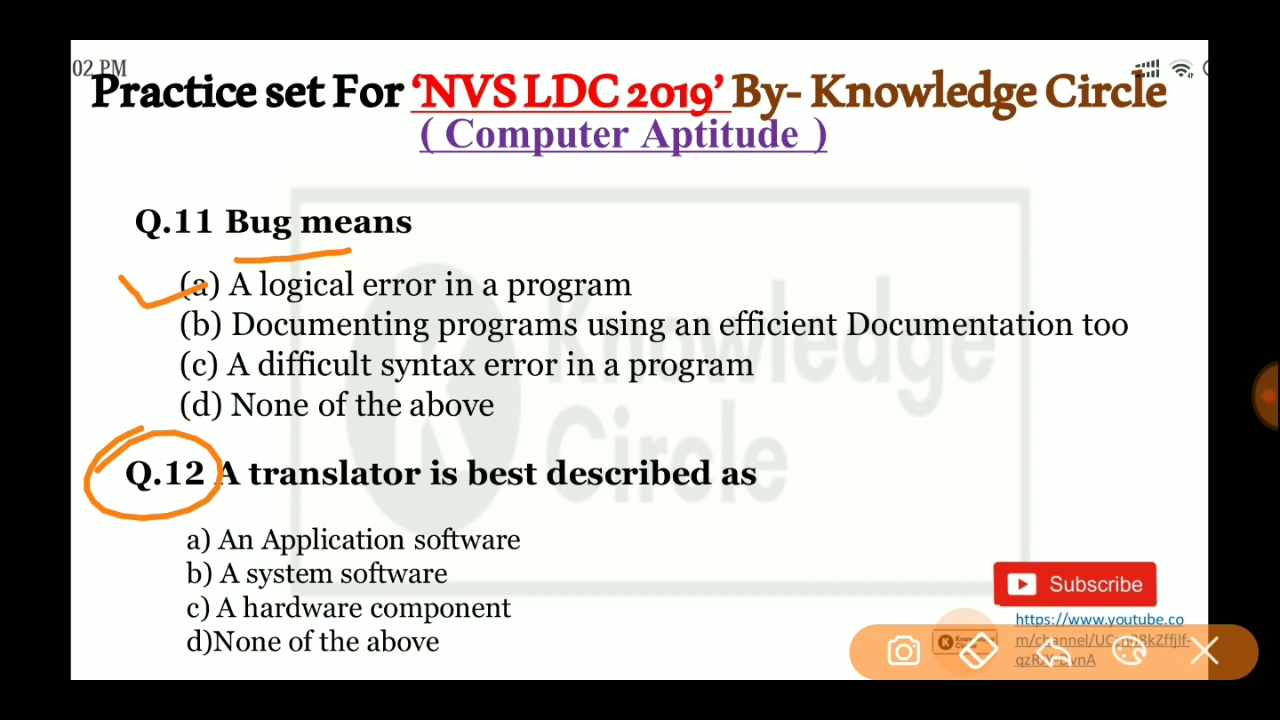 02 PM
Practice set For ‘NVS LDC 2019’ By- Knowledge Circle
( Computer Aptitude )
Q.11 Bug means
(a) A logical error in a program
(b) Documenting programs using an efficient Documentation too
(c) A difficult syntax error in a program
(d) None of the above
Knowledge
Circle
Q.12 A translator is best described as
a) An Application software
b) A system software
c) A hardware component
d)None of the above
Subscribe
https://www.youtube.co